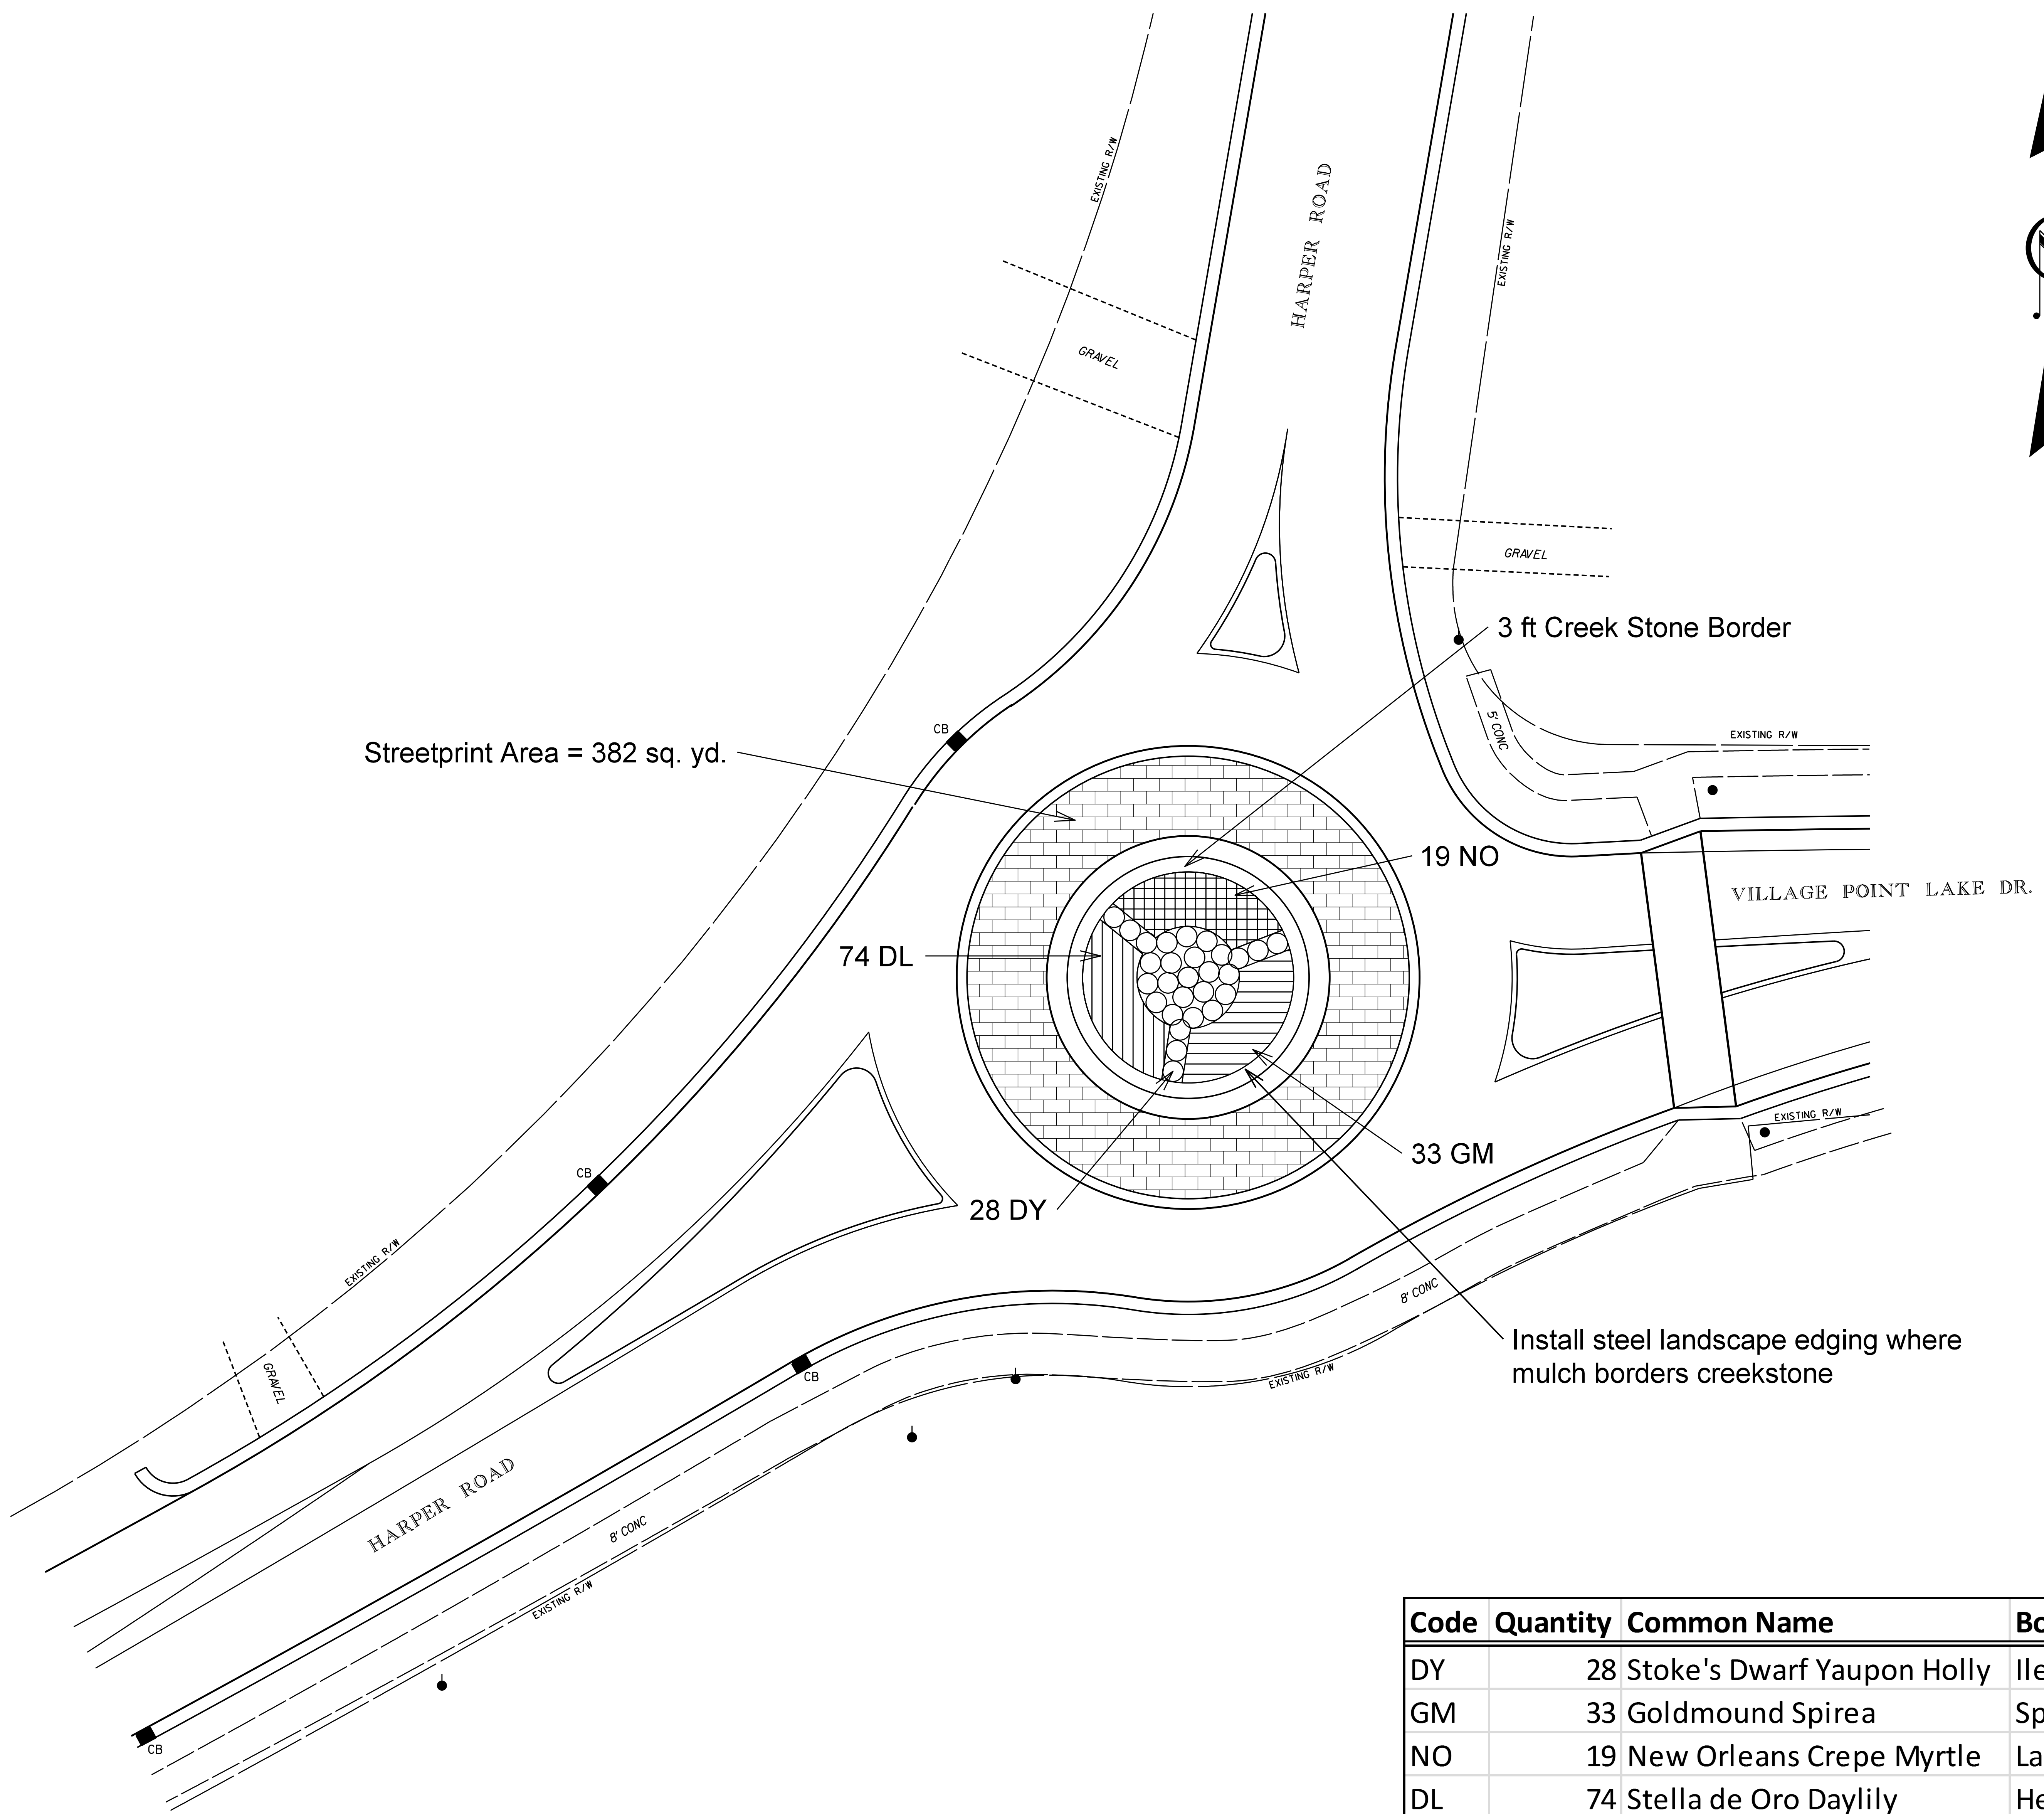 EXISTING R/W
HARPER ROAD
EXISTING R/W
GRAVEL
GRAVEL
3 ft Creek Stone Border
5' CONC
CB
EXISTING R/W
Streetprint Area = 382 sq. yd.
19 NO
VILLAGE POINT LAKE DR.
74 DL
EXISTING R/W
33 GM
CB
28 DY
EXISTING R/W
8' CONC
Install steel landscape edging where
mulch borders creekstone
EXISTING R/W
CB
GRAVEL
HARPER ROAD
8' CONC
EXISTING R/W
CB
Code Quantity Common Name
DY 28 Stoke's Dwarf Yaupon Holly
GM 33 Goldmound Spirea
NO 19 New Orleans Crepe Myrtle
DL 74 Stella de Oro Daylily